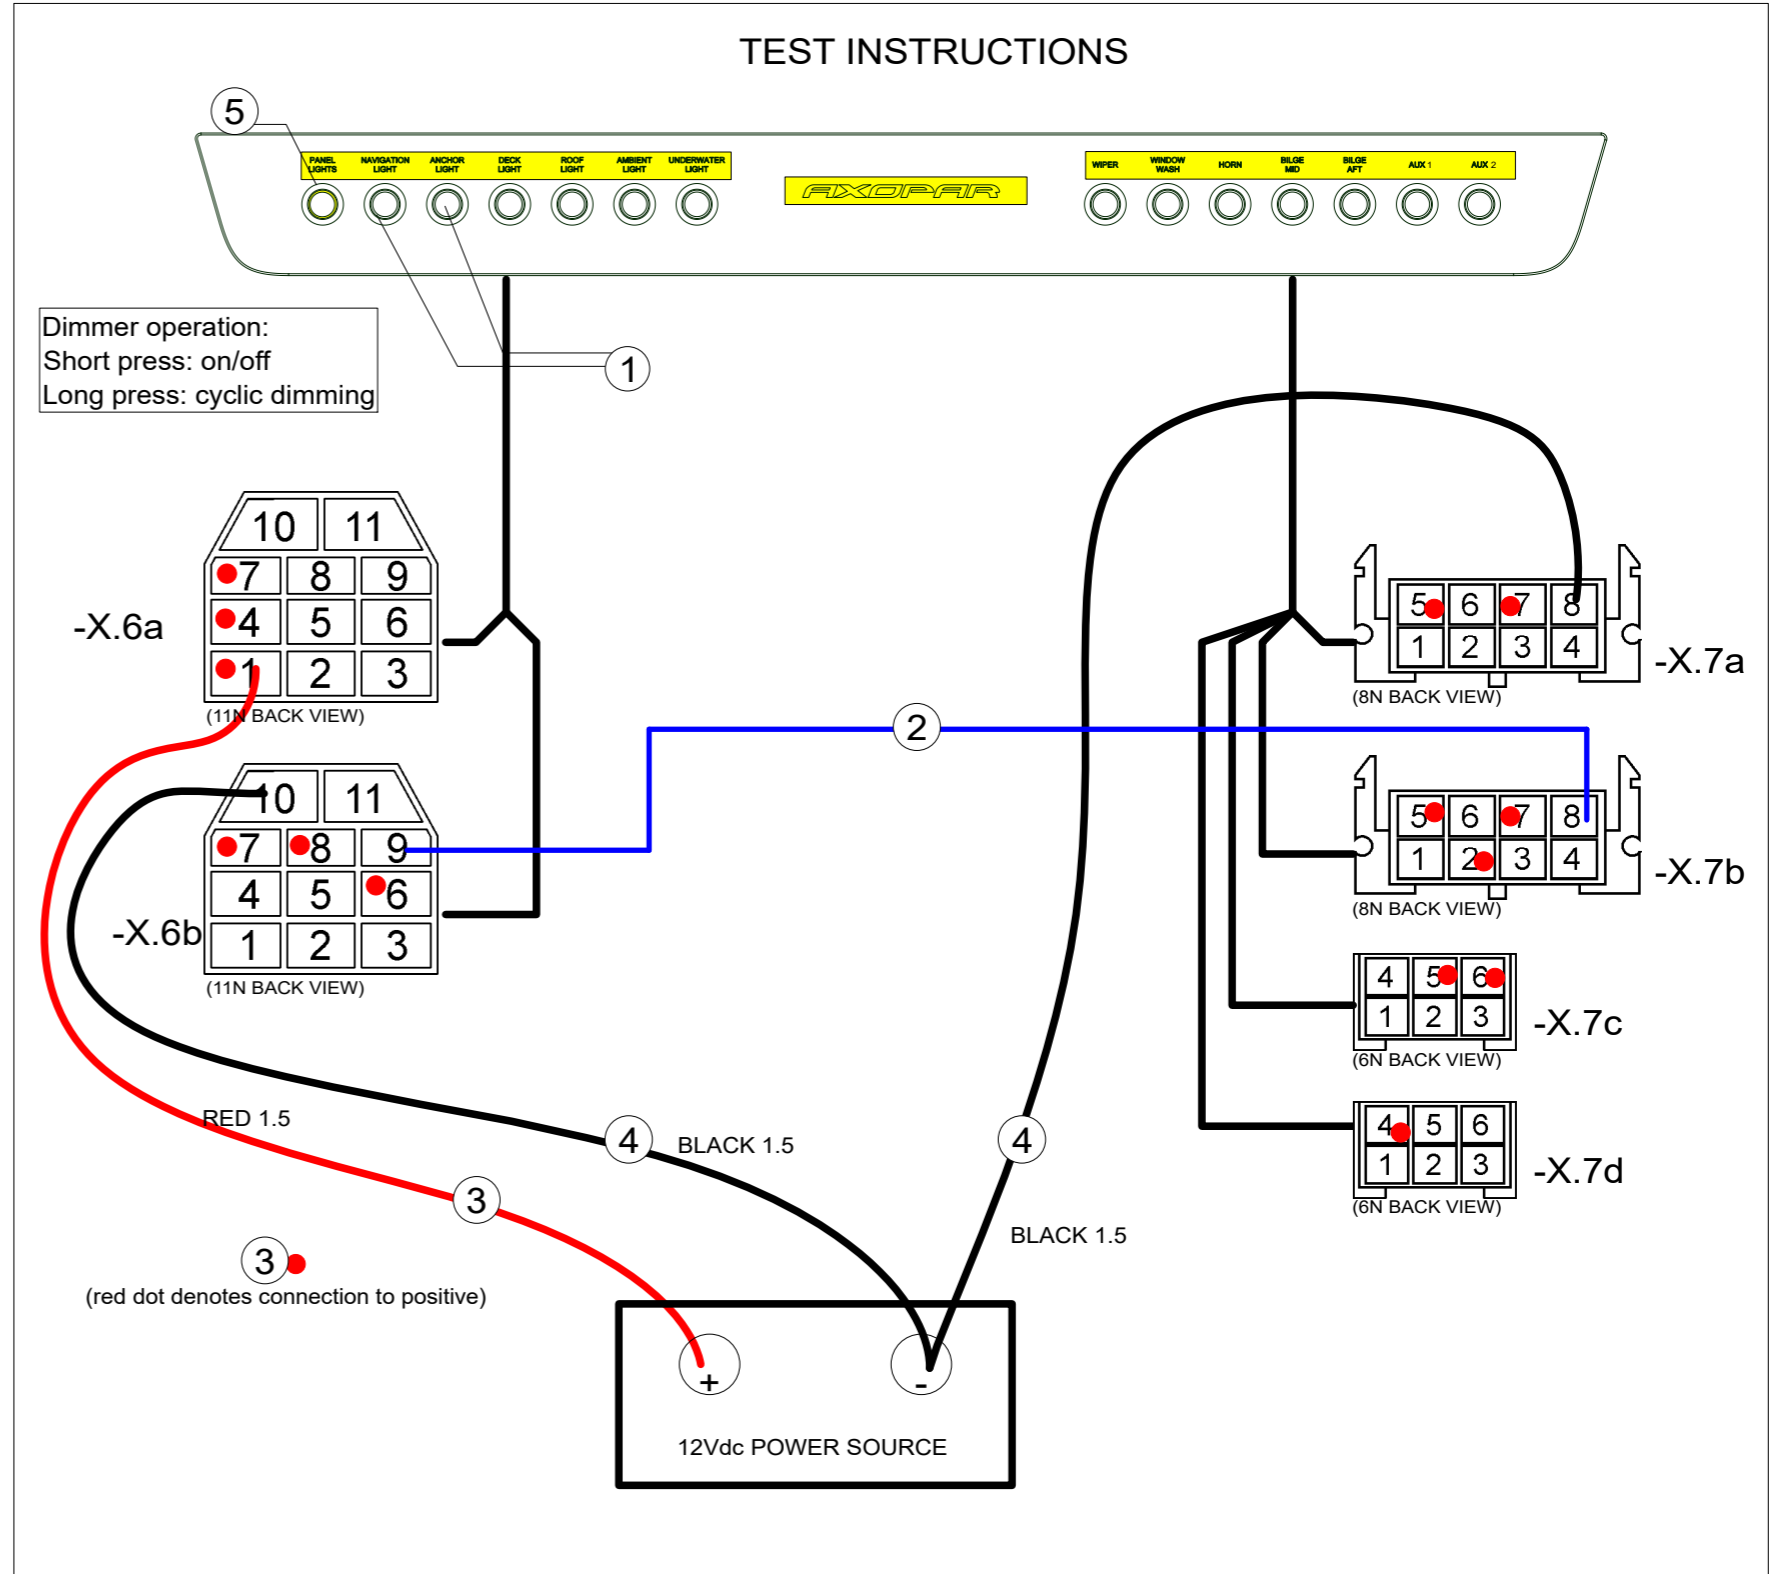 TEST INSTRUCTIONS
5
PANEL LIGHTS
NAVIGATION LIGHT
ANCHOR LIGHT
DECK LIGHT
ROOF LIGHT
AMBIENT LIGHT
UNDERWATER LIGHT
AXOPAR
WIPER
WINDOW WASH
HORN
BILGE MID
BILGE AFT
AUX 1
AUX 2
Dimmer operation:
Short press: on/off
Long press: cyclic dimming
1
10 11
7 8 9
4 5 6
1 2 3
-X.6a
(11N BACK VIEW)
5 6 7 8
1 2 3 4
-X.7a
(8N BACK VIEW)
2
10 11
7 8 9
4 5 6
1 2 3
-X.6b
(11N BACK VIEW)
5 6 7 8
1 2 3 4
-X.7b
(8N BACK VIEW)
4 5 6
1 2 3
-X.7c
(6N BACK VIEW)
4 5 6
1 2 3
-X.7d
(6N BACK VIEW)
RED 1.5
4
BLACK 1.5
4
3
BLACK 1.5
3
(red dot denotes connection to positive)
+
-
12Vdc POWER SOURCE